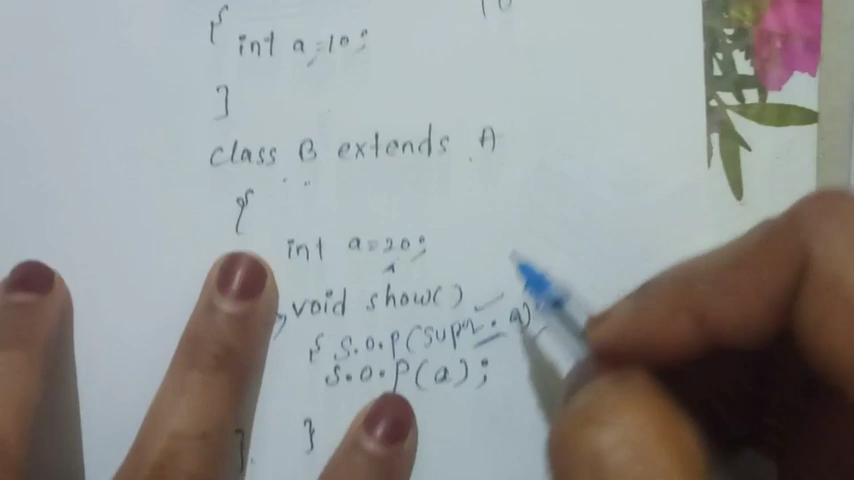 {
int a=10;
}
class B extends A
{
int a=20;
void show()
{ S.O.P(super.a)
S.O.P(a);
}
}